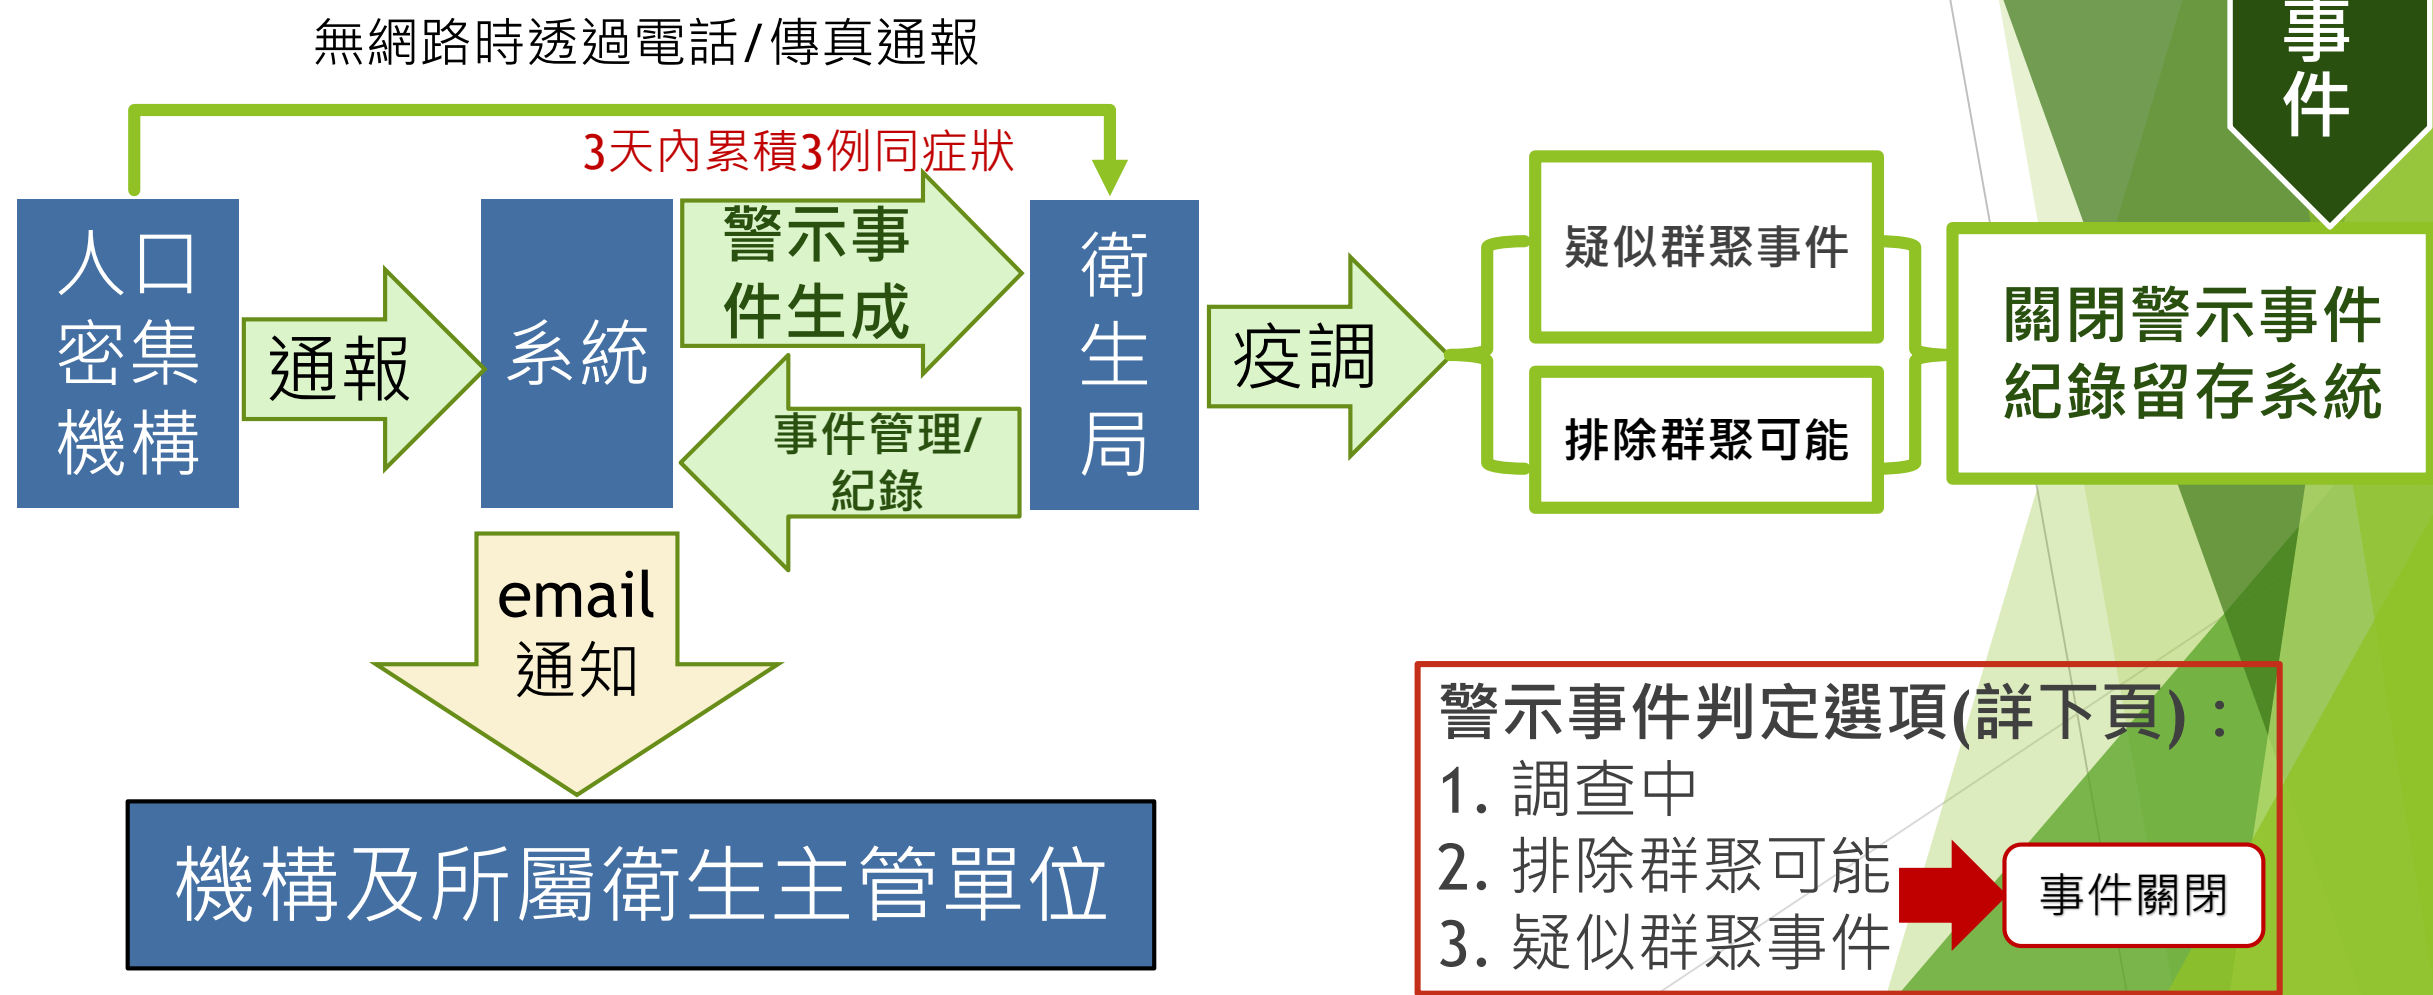 無網路時透過電話/傳真通報
3天內累積3例同症狀
人口
密集
機構
通報
系統
警示事
件生成
事件管理/
紀錄
衛
生
局
疫調
疑似群聚事件
排除群聚可能
事
件
關閉警示事件
紀錄留存系統
email
通知
機構及所屬衛生主管單位
警示事件判定選項(詳下頁)：
1. 調查中
2. 排除群聚可能
3. 疑似群聚事件
事件關閉